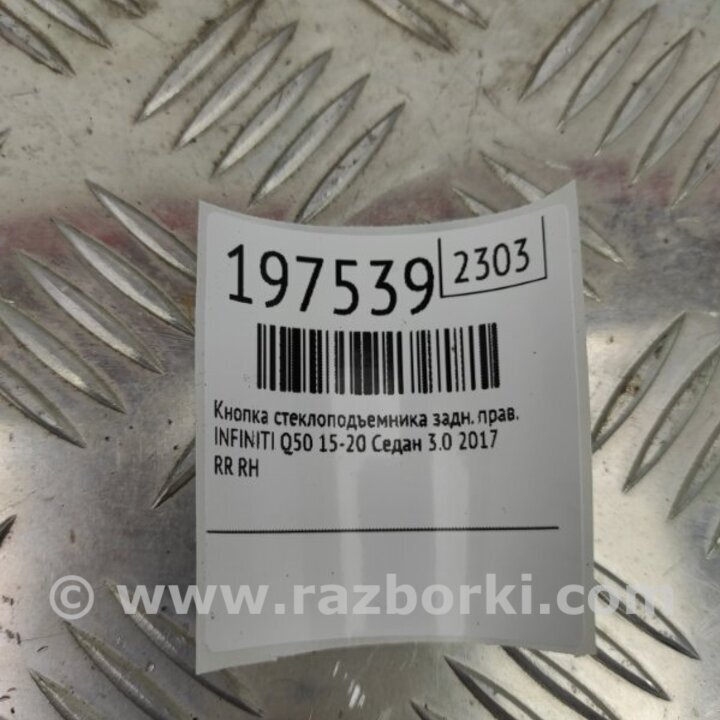 197539 2303
Кнопка стеклоподъемника задн. прав.
INFINITI Q50 15-20 Седан 3.0 2017
RR RH
© www.razborki.com